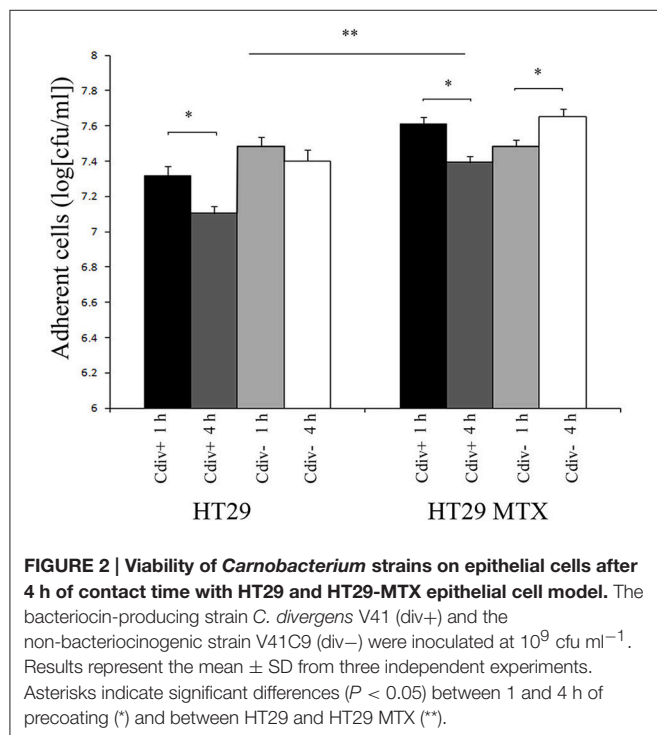 8
7.8
7.6
7.4
7.2
7
7.8
6.8
6.6
6.4
6.2
6
Adherent cells (log[cfu/ml])
**
*
*
*
Cdiv+ 1 h
Cdiv+ 4 h
Cdiv- 1 h
Cdiv- 4 h
Cdiv+ 1 h
Cdiv+ 4 h
Cdiv- 1 h
Cdiv- 4 h
HT29
HT29 MTX
FIGURE 2 | Viability of Carnobacterium strains on epithelial cells after
4 h of contact time with HT29 and HT29-MTX epithelial cell model. The
bacteriocin-producing strain C. divergens V41 (div+) and the
non-bacteriocinogenic strain V41C9 (div−) were inoculated at 10⁹ cfu ml⁻¹.
Results represent the mean ± SD from three independent experiments.
Asterisks indicate significant differences (P < 0.05) between 1 and 4 h of
precoating (*) and between HT29 and HT29 MTX (**).